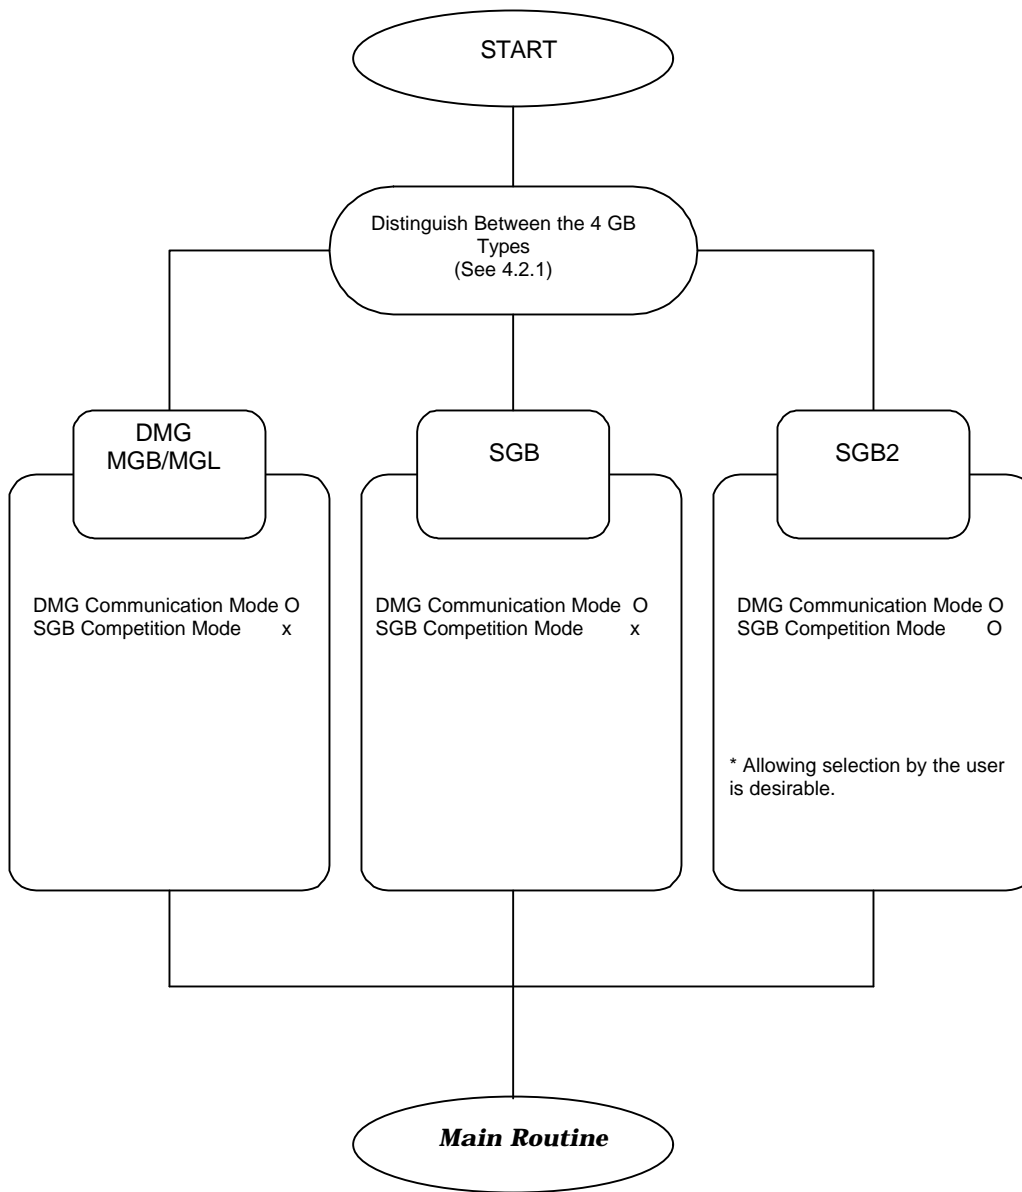 START
Distinguish Between the 4 GB
Types
(See 4.2.1)
DMG
MGB/MGL
DMG Communication Mode O
SGB Competition Mode x
SGB
DMG Communication Mode O
SGB Competition Mode x
SGB2
DMG Communication Mode O
SGB Competition Mode O
* Allowing selection by the user
is desirable.
Main Routine